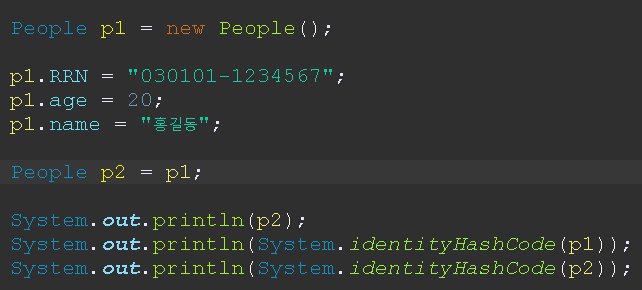 People p1 = new People();
p1.RRN = "030101-1234567";
p1.age = 20;
p1.name = "홍길동";
People p2 = p1;
System.out.println(p2);
System.out.println(System.identityHashCode(p1));
System.out.println(System.identityHashCode(p2));